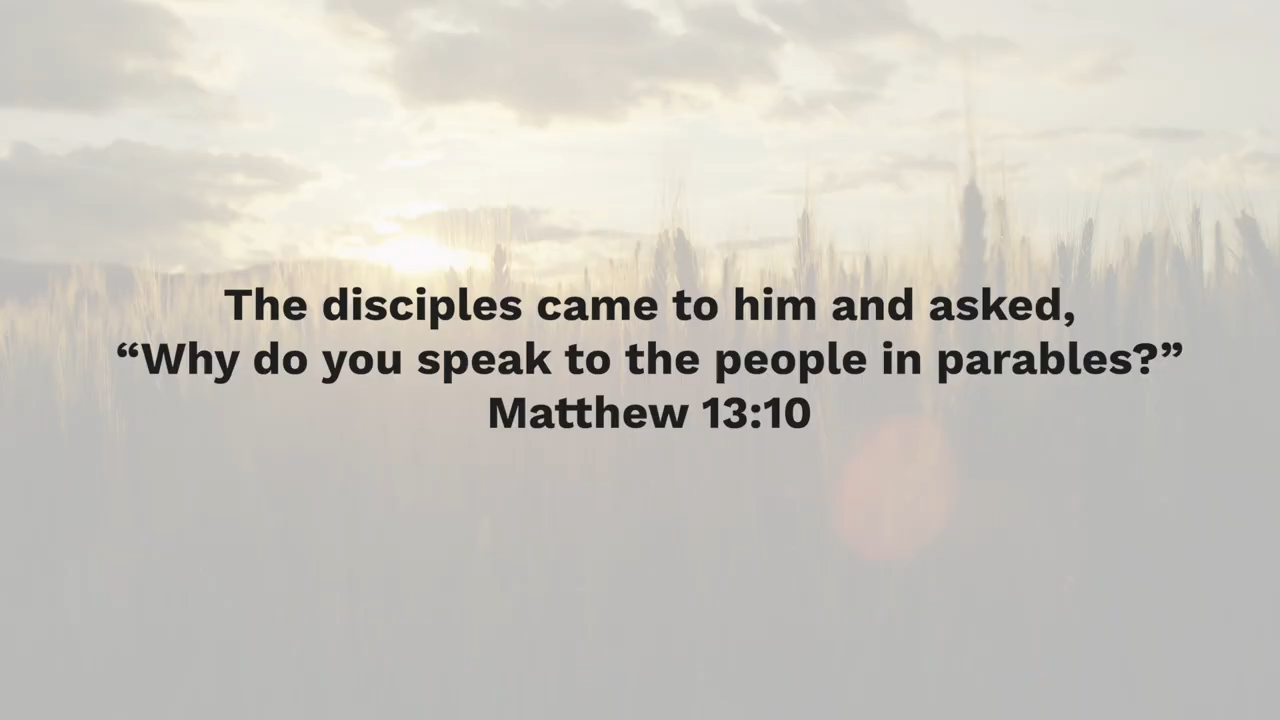 The disciples came to him and asked,
“Why do you speak to the people in parables?”
Matthew 13:10